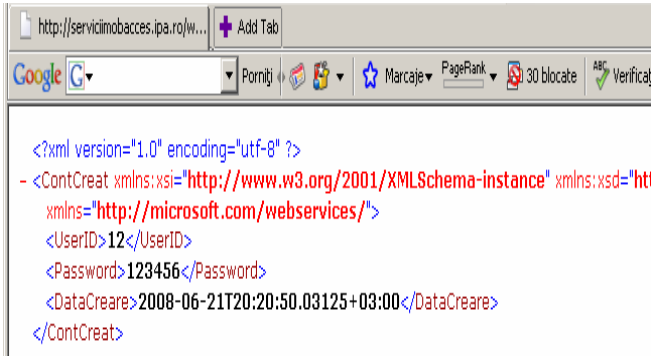 http://serviciimobacces.ipa.ro/w... Add Tab
Google G Porniţi Marcaje PageRank 30 blocate ABC Verificaţ
<?xml version="1.0" encoding="utf-8" ?>
- <ContCreat xmlns:xsi="http://www.w3.org/2001/XMLSchema-instance" xmlns:xsd="htt
xmlns="http://microsoft.com/webservices/">
<UserID>12</UserID>
<Password>123456</Password>
<DataCreare>2008-06-21T20:20:50.03125+03:00</DataCreare>
</ContCreat>